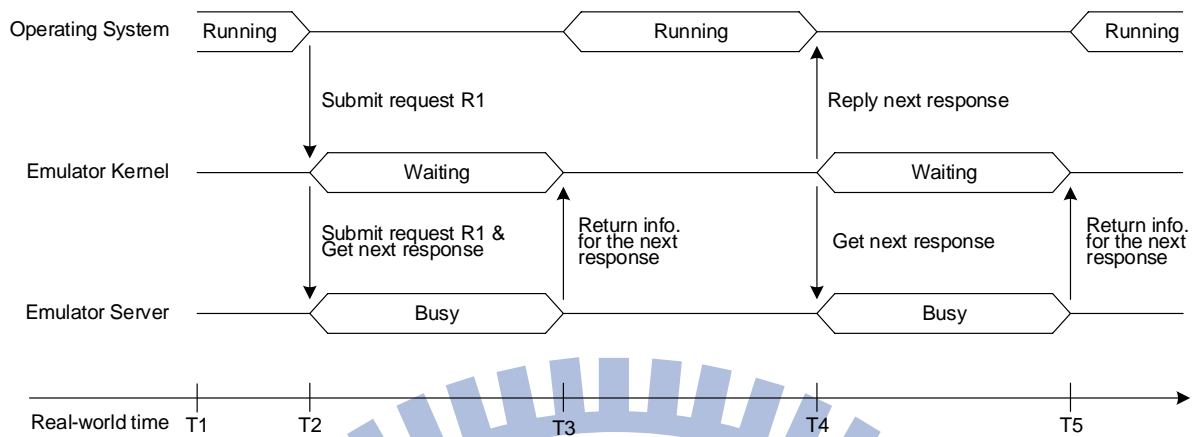 Operating System
Running
Running
Running
Submit request R1
Reply next response
Emulator Kernel
Waiting
Waiting
Submit request R1 &
Get next response
Return info.
for the next
response
Get next response
Return info.
for the next
response
Emulator Server
Busy
Busy
Real-world time
T1
T2
T3
T4
T5